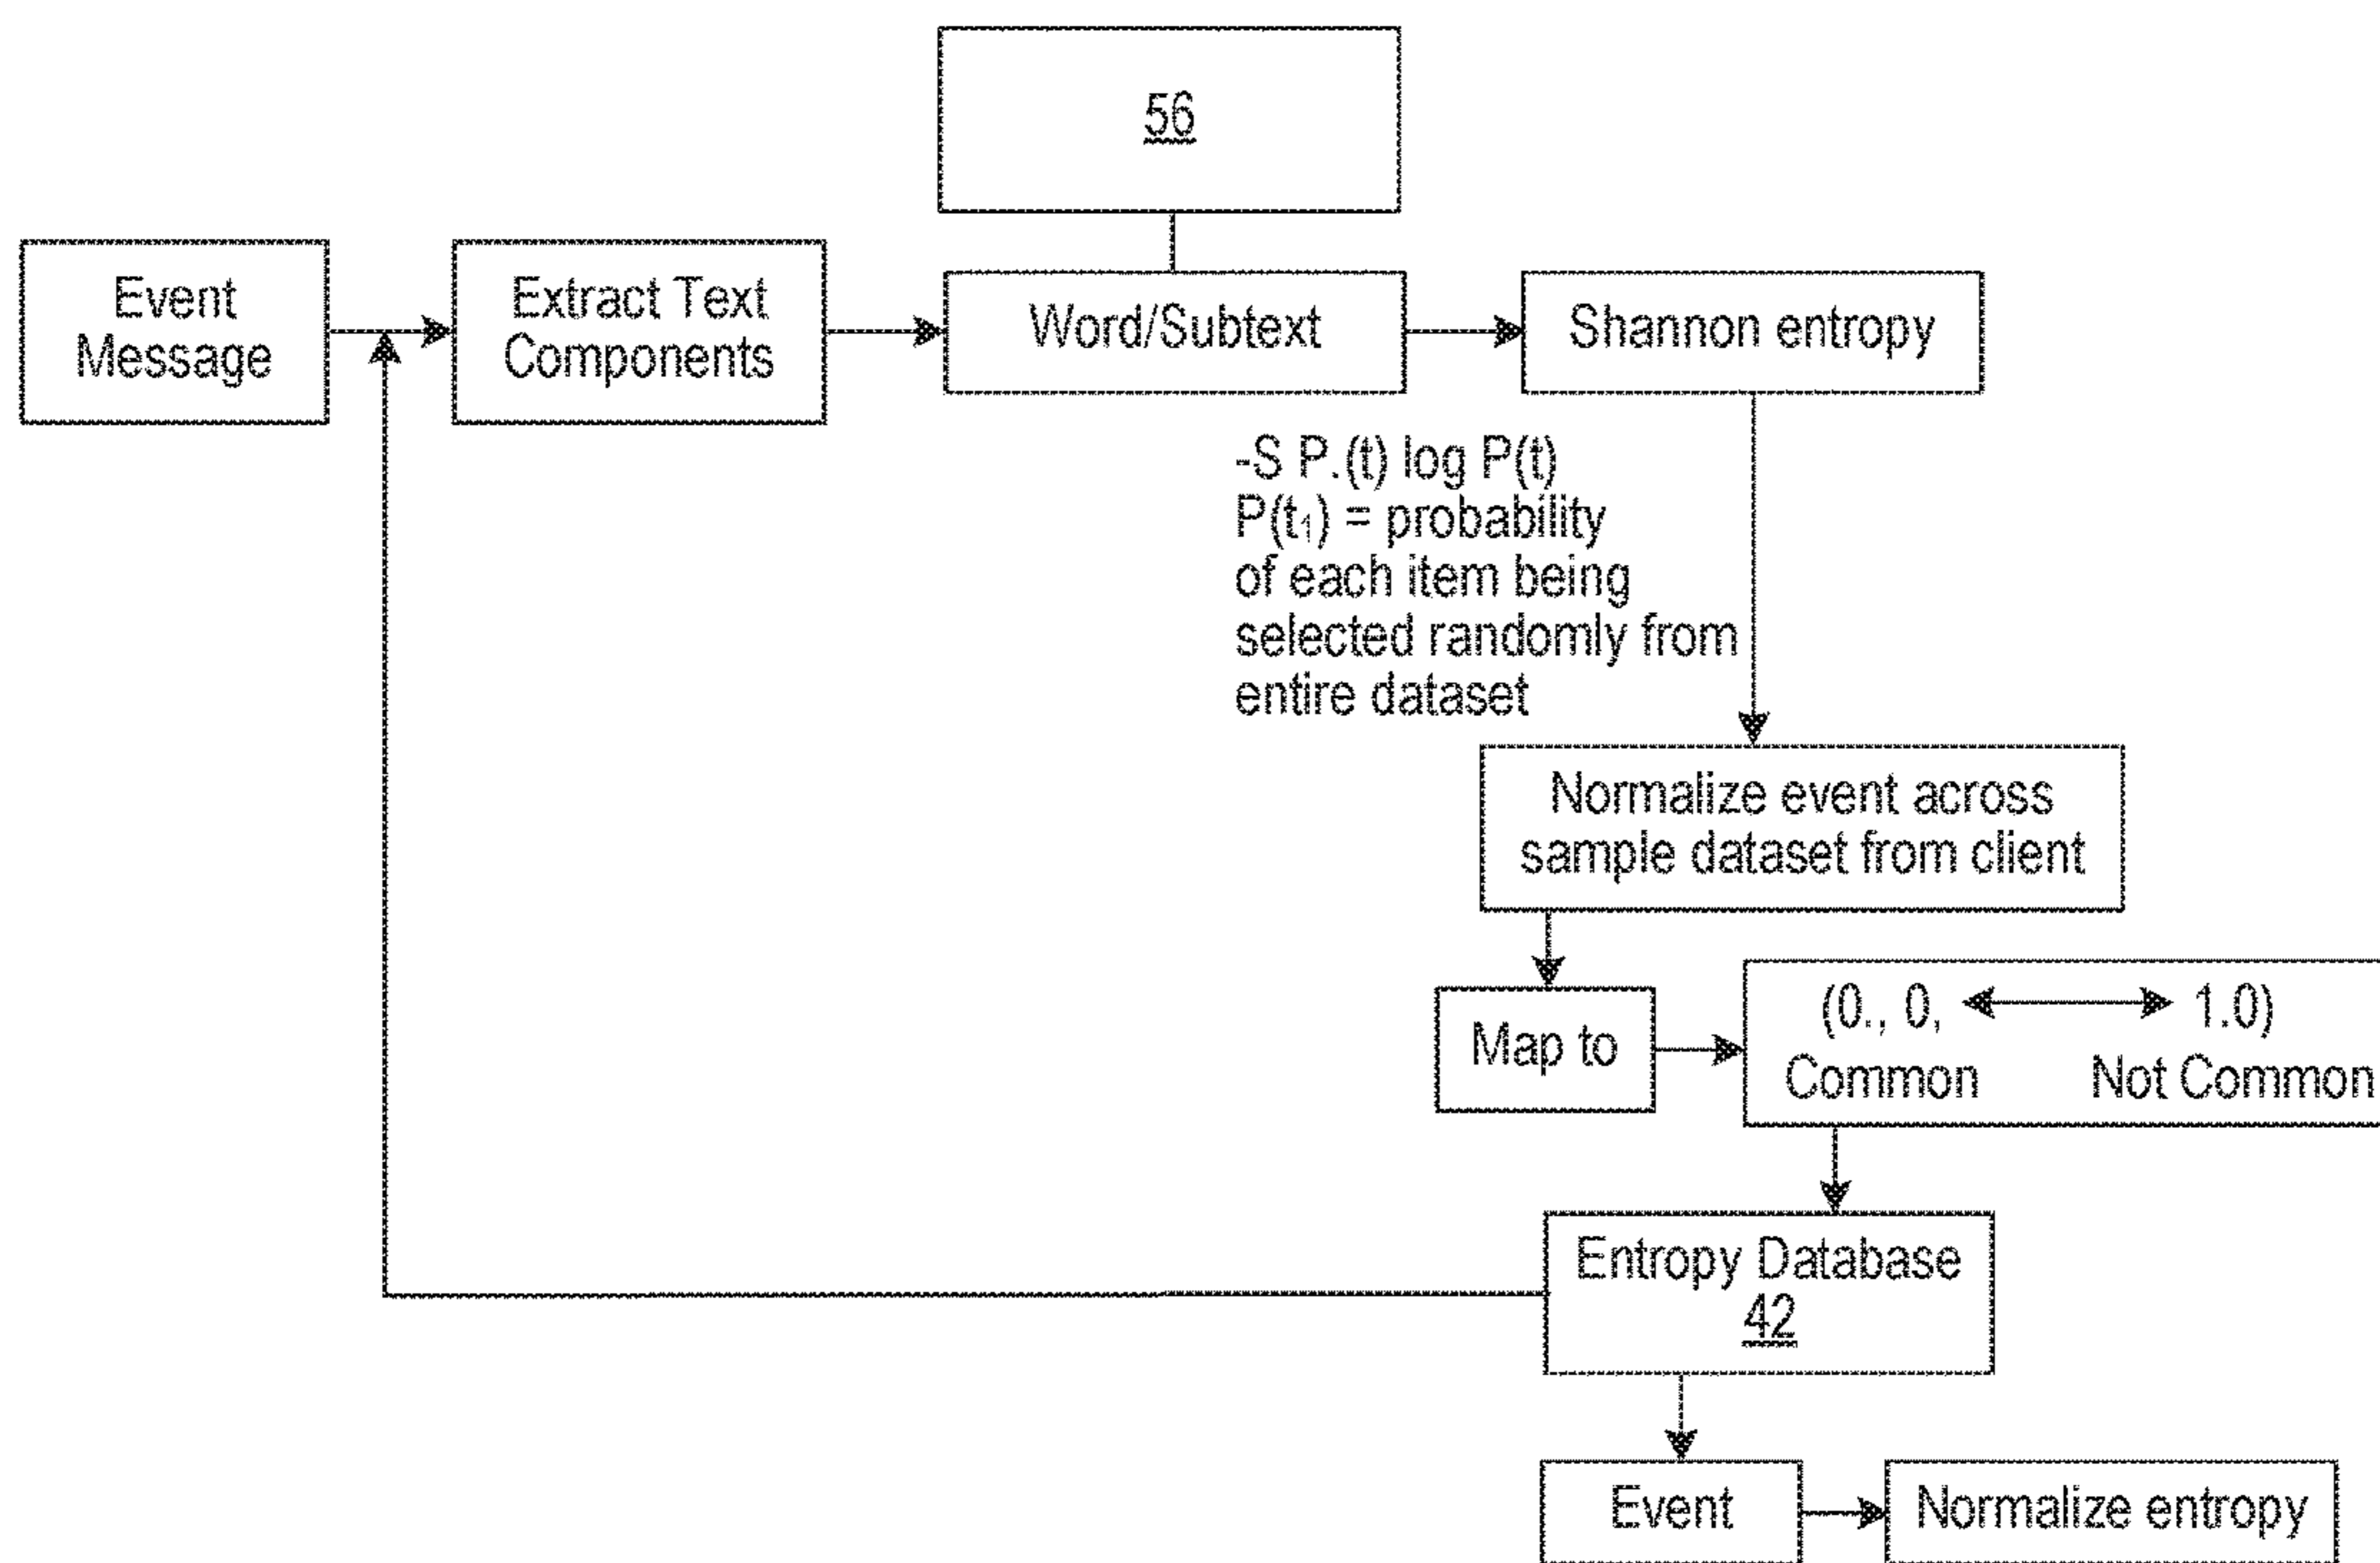 56
Event
Message
Extract Text
Components
Word/Subtext
Shannon entropy
-S P.(t) log P(t)
P(t₁) = probability
of each item being
selected randomly from
entire dataset
Normalize event across
sample dataset from client
Map to
(0., 0, 1.0)
Common Not Common
Entropy Database
42
Event
Normalize entropy